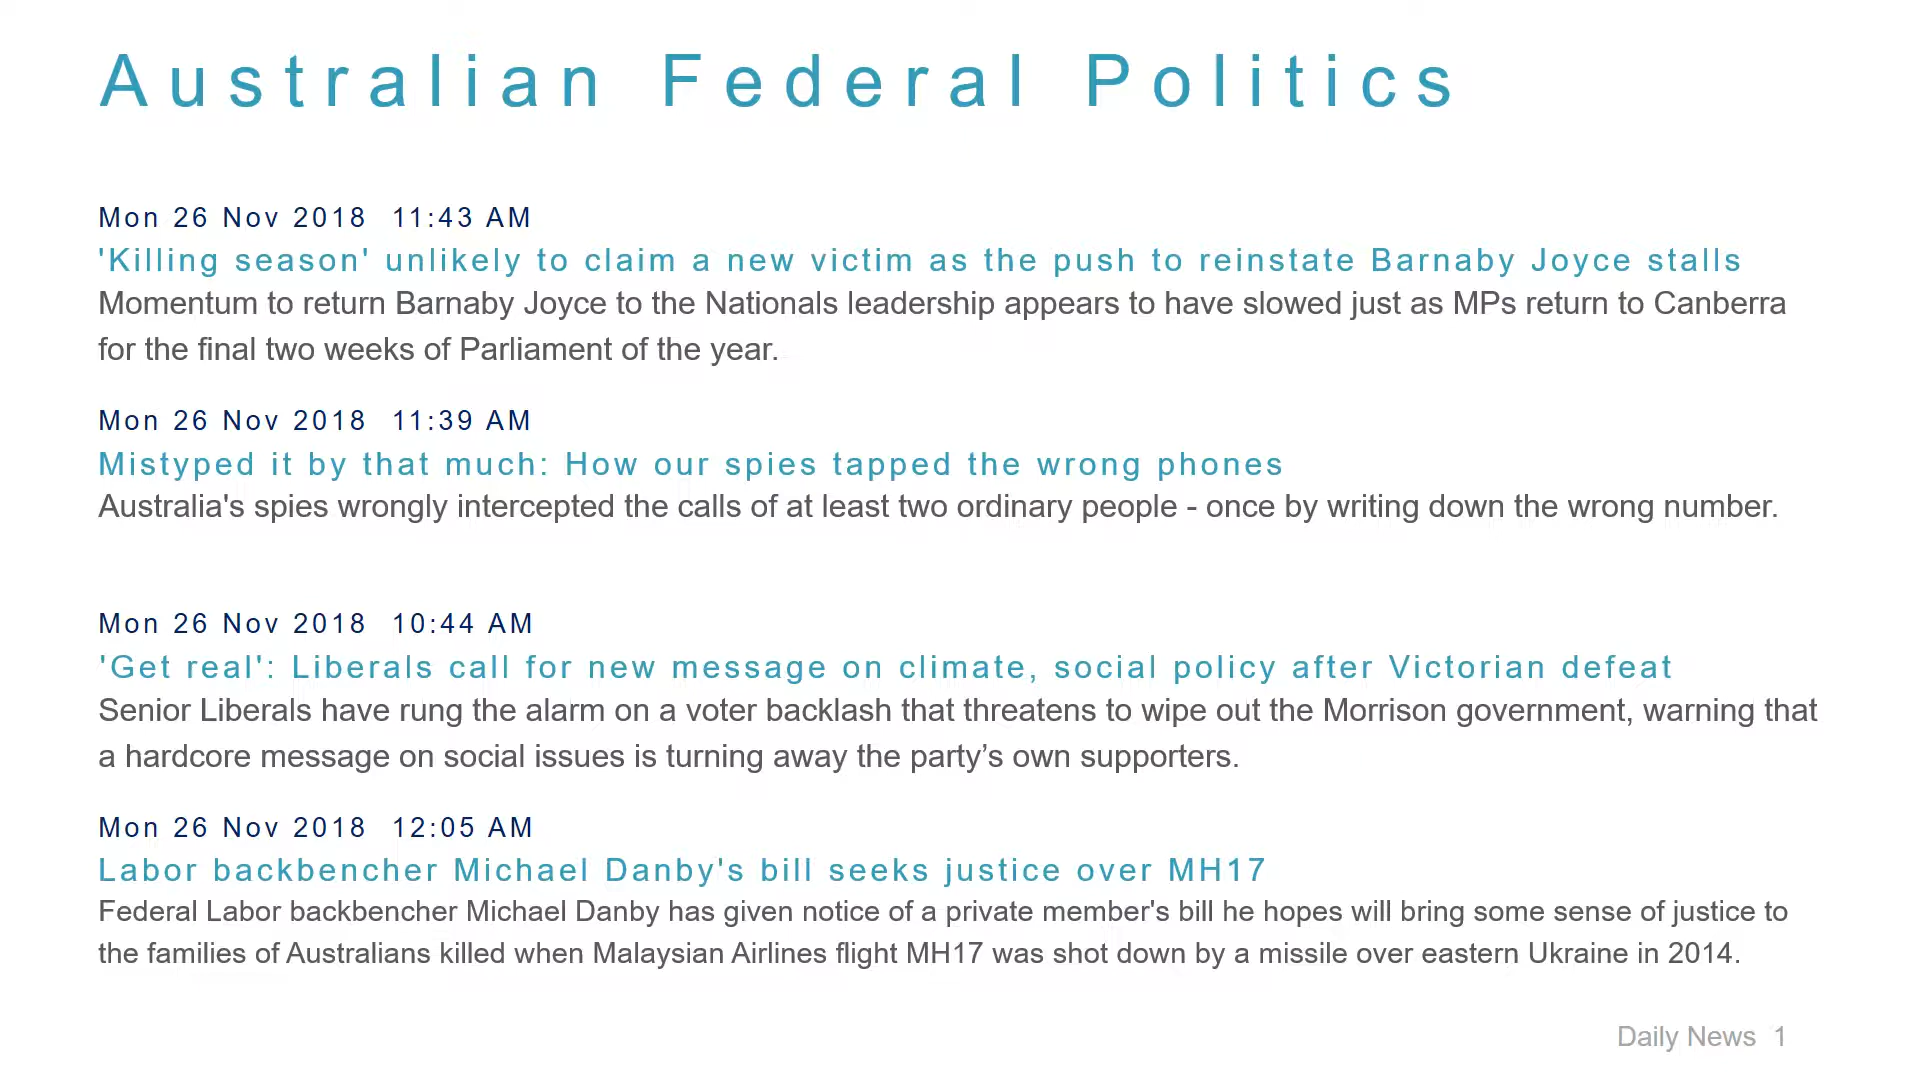 Australian Federal Politics
Mon 26 Nov 2018 11:43 AM
'Killing season' unlikely to claim a new victim as the push to reinstate Barnaby Joyce stalls
Momentum to return Barnaby Joyce to the Nationals leadership appears to have slowed just as MPs return to Canberra
for the final two weeks of Parliament of the year.
Mon 26 Nov 2018 11:39 AM
Mistyped it by that much: How our spies tapped the wrong phones
Australia's spies wrongly intercepted the calls of at least two ordinary people - once by writing down the wrong number.
Mon 26 Nov 2018 10:44 AM
'Get real': Liberals call for new message on climate, social policy after Victorian defeat
Senior Liberals have rung the alarm on a voter backlash that threatens to wipe out the Morrison government, warning that
a hardcore message on social issues is turning away the party’s own supporters.
Mon 26 Nov 2018 12:05 AM
Labor backbencher Michael Danby's bill seeks justice over MH17
Federal Labor backbencher Michael Danby has given notice of a private member's bill he hopes will bring some sense of justice to
the families of Australians killed when Malaysian Airlines flight MH17 was shot down by a missile over eastern Ukraine in 2014.
Daily News 1